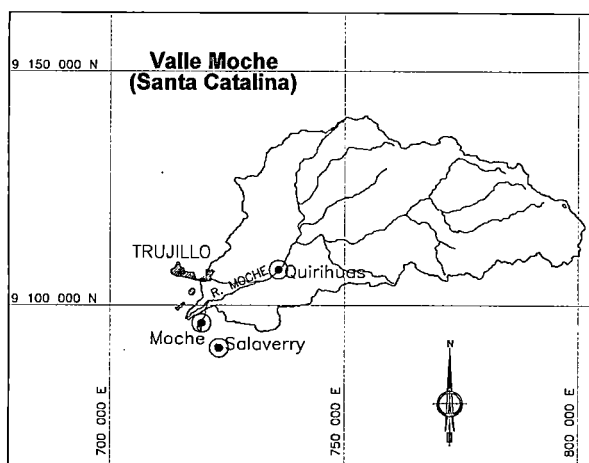 Valle Moche
(Santa Catalina)
9 150 000 N
TRUJILLO
R. MOCHE
Quirihuas
9 100 000 N
Moche
Salaverry
N
700 000 E
750 000 E
800 000 E